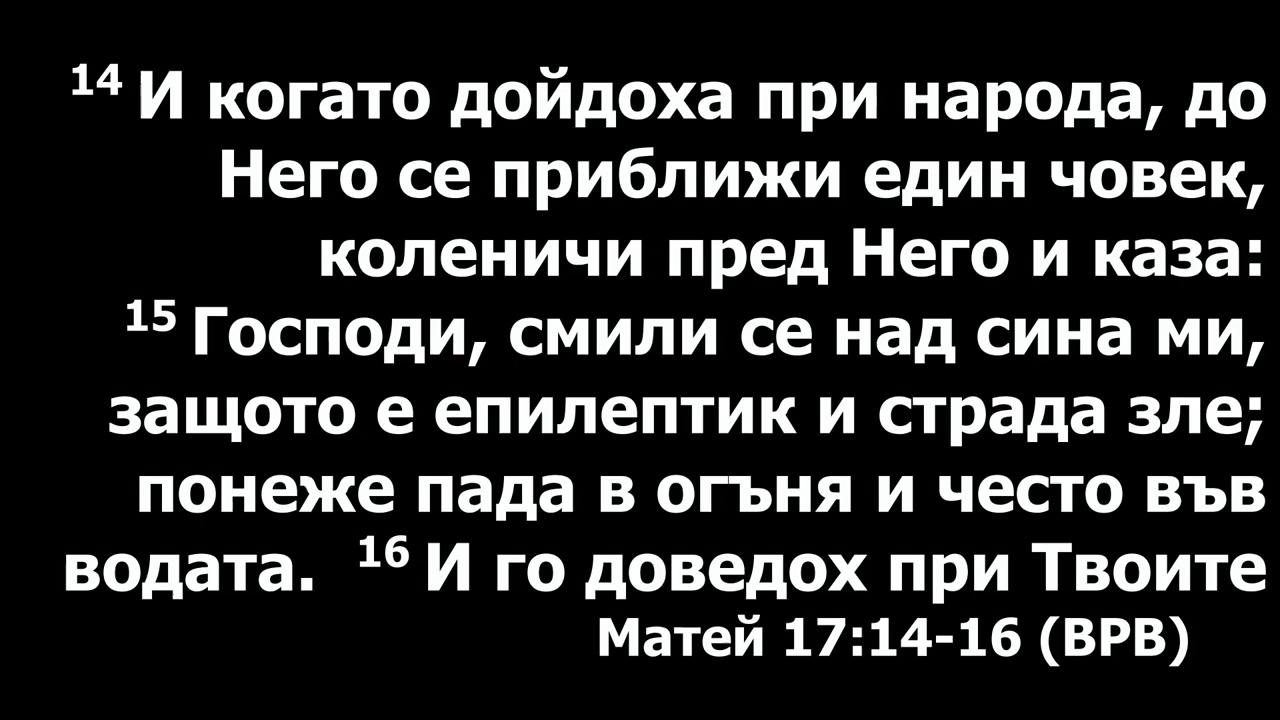 14 И когато дойдоха при народа, до
Него се приближи един човек,
коленичи пред Него и каза:
15 Господи, смили се над сина ми,
защото е епилептик и страда зле;
понеже пада в огъня и често във
водата. 16 И го доведох при Твоите
Матей 17:14-16 (ВРВ)